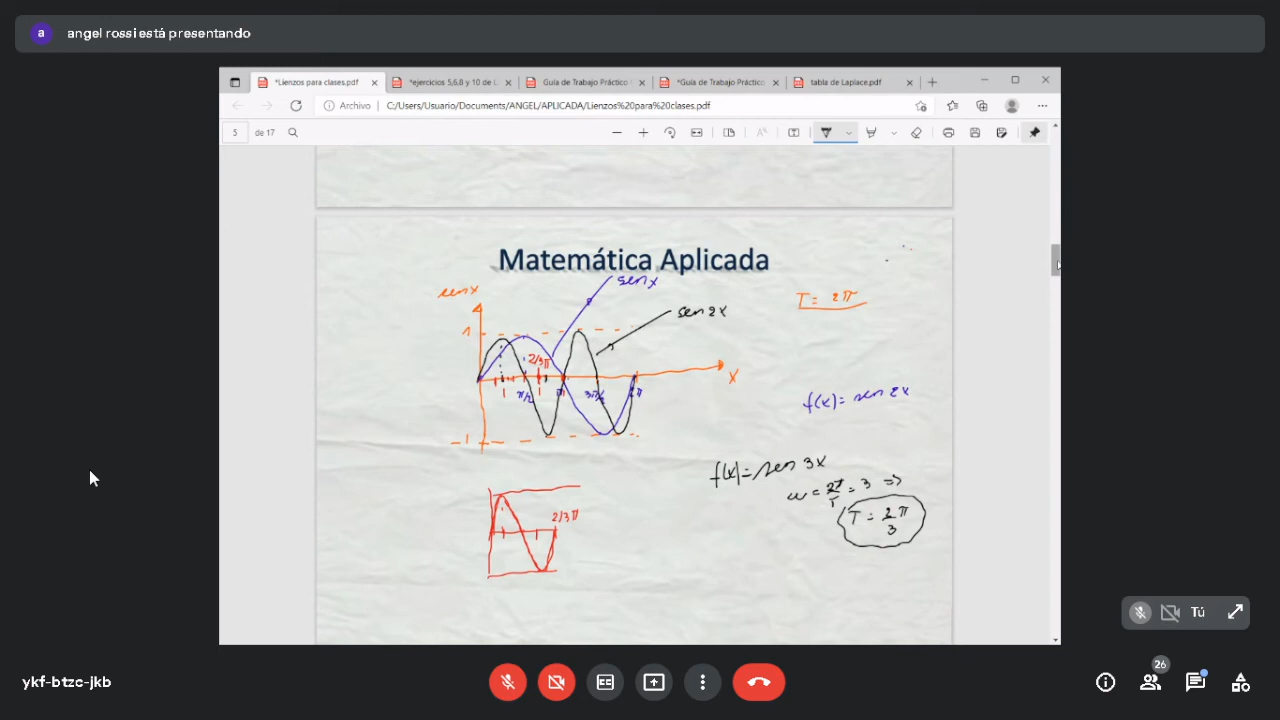 a angel rossi está presentando
*Lienzos para clases.pdf
*ejercicios 5,6,8 y 10 de L
Guía de Trabajo Práctico
*Guía de Trabajo Práctico
tabla de Laplace.pdf
Archivo C:/Users/Usuario/Documents/ANGEL/APLICADA/Lienzos%20para%20clases.pdf
5 de 17
Matemática Aplicada
sen x
sen x
sen 2x
T = 2π
1
2/3π
x
π/2 π 3π/2 2π
f(x) = sen 2x
-1
f(x) = sen 3x
ω = 2π/T = 3 ⇒
T = 2π/3
2/3π
Tú
ykf-btzc-jkb
26